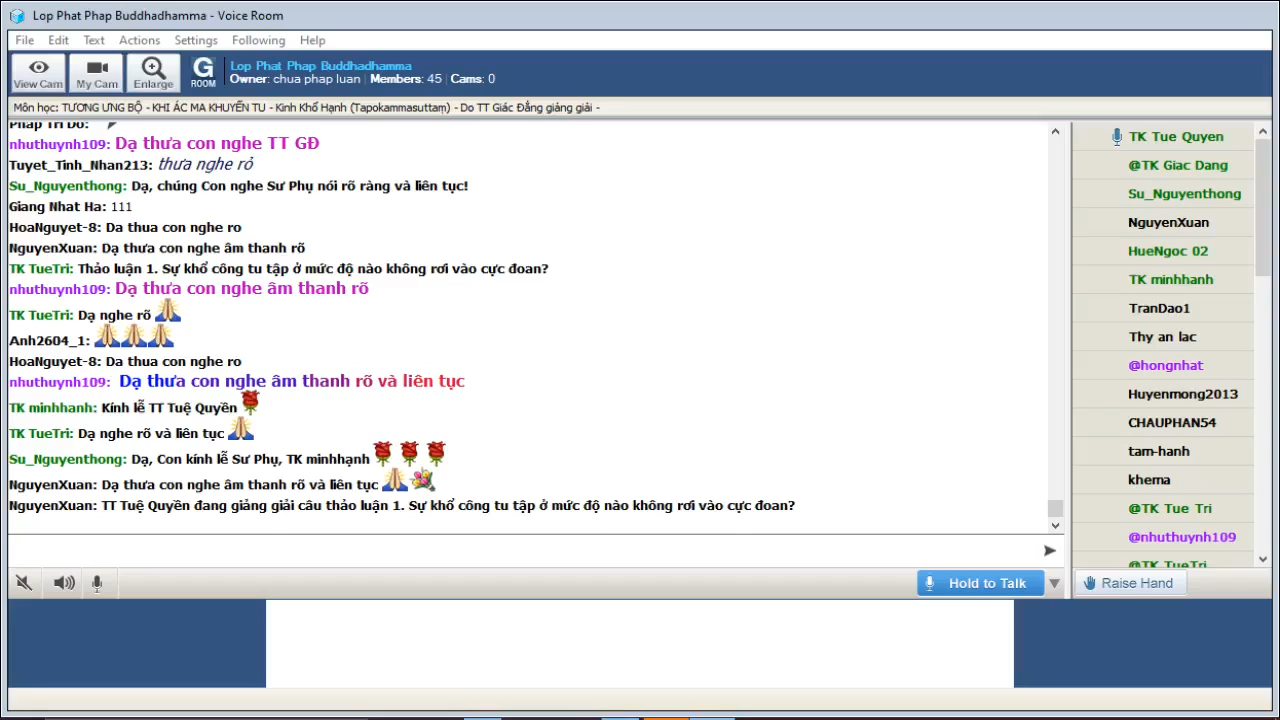 Lop Phat Phap Buddhadhamma - Voice Room
File Edit Text Actions Settings Following Help
View Cam My Cam Enlarge G ROOM
Lop Phat Phap Buddhadhamma
Owner: chua phap luan | Members: 45 Cams: 0
Môn học: TƯƠNG ƯNG BỘ - KHI ÁC MA KHUYẾN TU - Kinh Khổ Hạnh (Tapokammasuttaṃ) - Do TT Giác Đẳng giảng giải -
Phap Tri Do:
nhuthuynh109: Dạ thưa con nghe TT GĐ
Tuyet_Tinh_Nhan213: thưa nghe rỏ
Su_Nguyenthong: Dạ, chúng Con nghe Sư Phụ nói rõ ràng và liên tục!
Giang Nhat Ha: 111
HoaNguyet-8: Da thua con nghe ro
NguyenXuan: Dạ thưa con nghe âm thanh rõ
TK TueTri: Thảo luận 1. Sự khổ công tu tập ở mức độ nào không rơi vào cực đoan?
nhuthuynh109: Dạ thưa con nghe âm thanh rõ
TK TueTri: Dạ nghe rõ
Anh2604_1:
HoaNguyet-8: Da thua con nghe ro
nhuthuynh109: Dạ thưa con nghe âm thanh rõ và liên tục
TK minhhanh: Kính lễ TT Tuệ Quyền
TK TueTri: Dạ nghe rõ và liên tục
Su_Nguyenthong: Dạ, Con kính lễ Sư Phụ, TK minhhạnh
NguyenXuan: Dạ thưa con nghe âm thanh rõ và liên tục
NguyenXuan: TT Tuệ Quyền đang giảng giải câu thảo luận 1. Sự khổ công tu tập ở mức độ nào không rơi vào cực đoan?
TK Tue Quyen
@TK Giac Dang
Su_Nguyenthong
NguyenXuan
HueNgoc 02
TK minhhanh
TranDao1
Thy an lac
@hongnhat
Huyenmong2013
CHAUPHAN54
tam-hanh
khema
@TK Tue Tri
@nhuthuynh109
@TK TueTri
Hold to Talk
Raise Hand